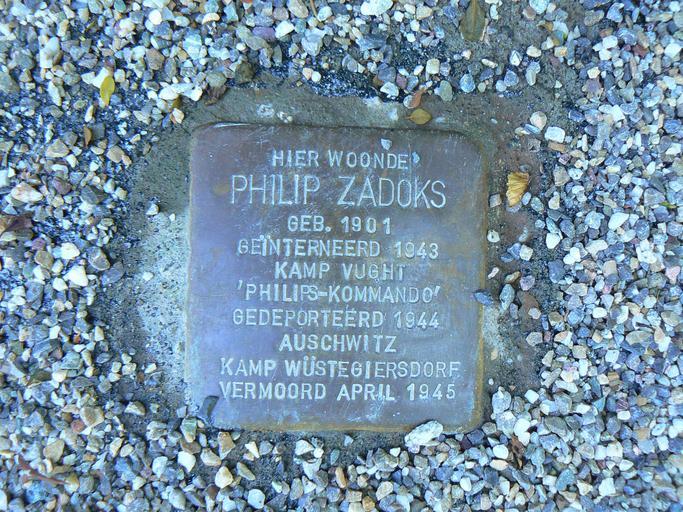 HIER WOONDE
PHILIP ZADOKS
GEB. 1901
GEÏNTERNEERD 1943
KAMP VUGHT
'PHILIPS-KOMMANDO'
GEDEPORTEERD 1944
AUSCHWITZ
KAMP WÜSTEGIERSDORF
VERMOORD APRIL 1945